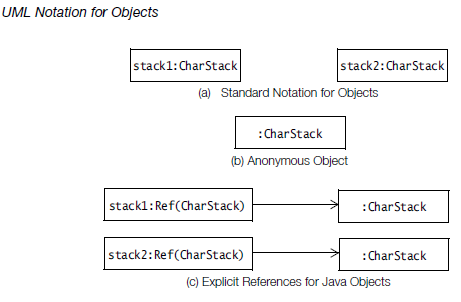 UML Notation for Objects
stack1:CharStack stack2:CharStack
(a) Standard Notation for Objects
:CharStack
(b) Anonymous Object
stack1:Ref(CharStack) :CharStack
stack2:Ref(CharStack) :CharStack
(c) Explicit References for Java Objects